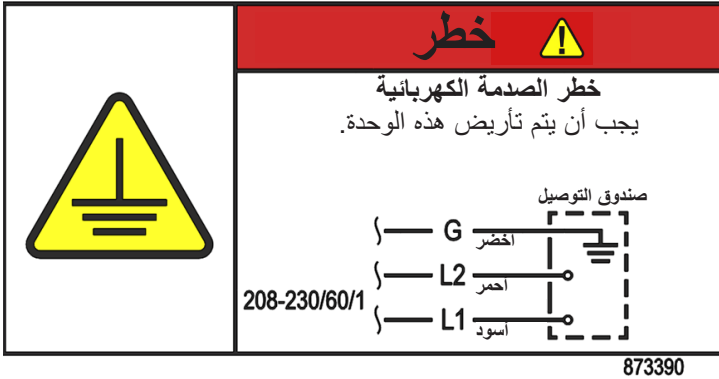 خطر
خطر الصدمة الكهربائية
يجب أن يتم تأريض هذه الوحدة.
صندوق التوصيل
G أخضر
L2 أحمر
208-230/60/1
L1 أسود
873390